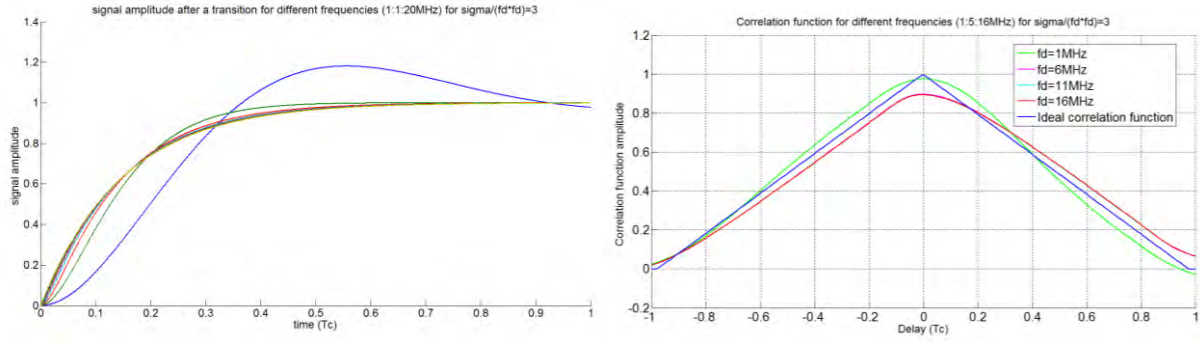 signal amplitude after a transition for different frequencies (1:1:20MHz) for sigma/(fd*fd)=3
signal amplitude
1.4
1.2
1
0.8
0.6
0.4
0.2
0
0 0.1 0.2 0.3 0.4 0.5 0.6 0.7 0.8 0.9 1
time (Tc)
Correlation function for different frequencies (1:5:16MHz) for sigma/(fd*fd)=3
Correlation function amplitude
1.2
1
0.8
0.6
0.4
0.2
0
-0.2
fd=1MHz
fd=6MHz
fd=11MHz
fd=16MHz
Ideal correlation function
-1 -0.8 -0.6 -0.4 -0.2 0 0.2 0.4 0.6 0.8 1
Delay (Tc)